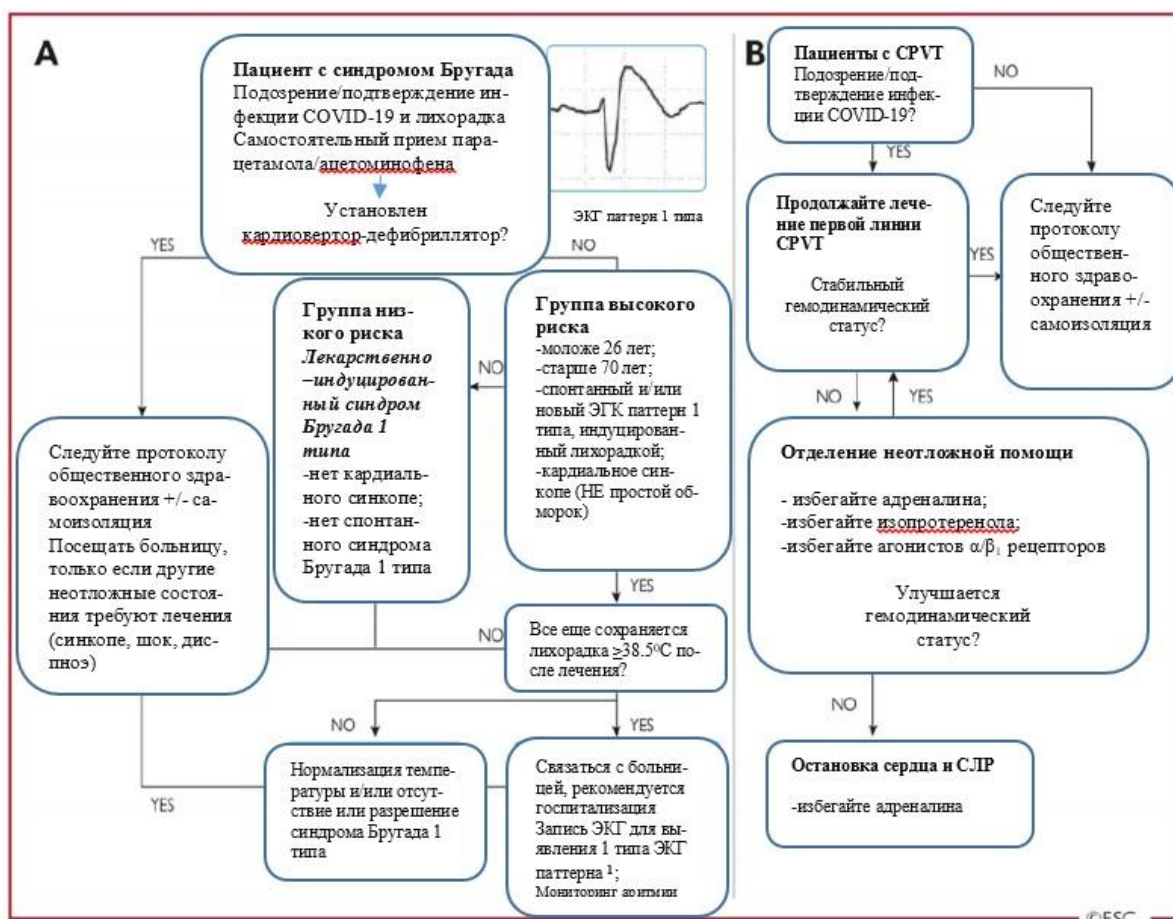 A
Пациент с синдромом Бругада
Подозрение/подтверждение ин-
фекции COVID-19 и лихорадка
Самостоятельный прием пара-
цетамола/ацетоминофена
Установлен
кардиовертор-дефибриллятор?
ЭКГ паттерн 1 типа
YES
NO
Группа низ-
кого риска
Лекарственно
–индуцирован-
ный синдром
Бругада 1
типа
-нет кардиаль-
ного синкопе;
-нет спонтан-
ного синдрома
Бругада 1 типа
NO
Группа высокого
риска
-моложе 26 лет;
-старше 70 лет;
-спонтанный и/или
новый ЭГК паттерн 1
типа, индуцирован-
ный лихорадкой;
-кардиальное син-
копе (НЕ простой об-
морок)
Следуйте протоколу
общественного здра-
воохранения +/- са-
моизоляция
Посещать больницу,
только если другие
неотложные состоя-
ния требуют лечения
(синкопе, шок, дис-
пноэ)
YES
NO
Все еще сохраняется
лихорадка ≥38.5⁰С по-
сле лечения?
NO
YES
YES
Нормализация темпе-
ратуры и/или отсут-
ствие или разрешение
синдрома Бругада 1
типа
Связаться с больни-
цей, рекомендуется
госпитализация
Запись ЭКГ для вы-
явления 1 типа ЭКГ
паттерна ¹;
Мониторинг аритмии
B
Пациенты с CPVT
Подозрение/под-
тверждение инфек-
ции COVID-19?
NO
YES
Продолжайте лече-
ние первой линии
CPVT
Стабильный
гемодинамический
статус?
YES
Следуйте
протоколу
обществен-
ного здраво-
охранения +/-
самоизоляция
NO
YES
Отделение неотложной помощи
- избегайте адреналина;
-избегайте изопротеренола;
-избегайте агонистов α/β₁ рецепторов
Улучшается
гемодинамический
статус?
NO
Остановка сердца и СЛР
-избегайте адреналина
©ESC